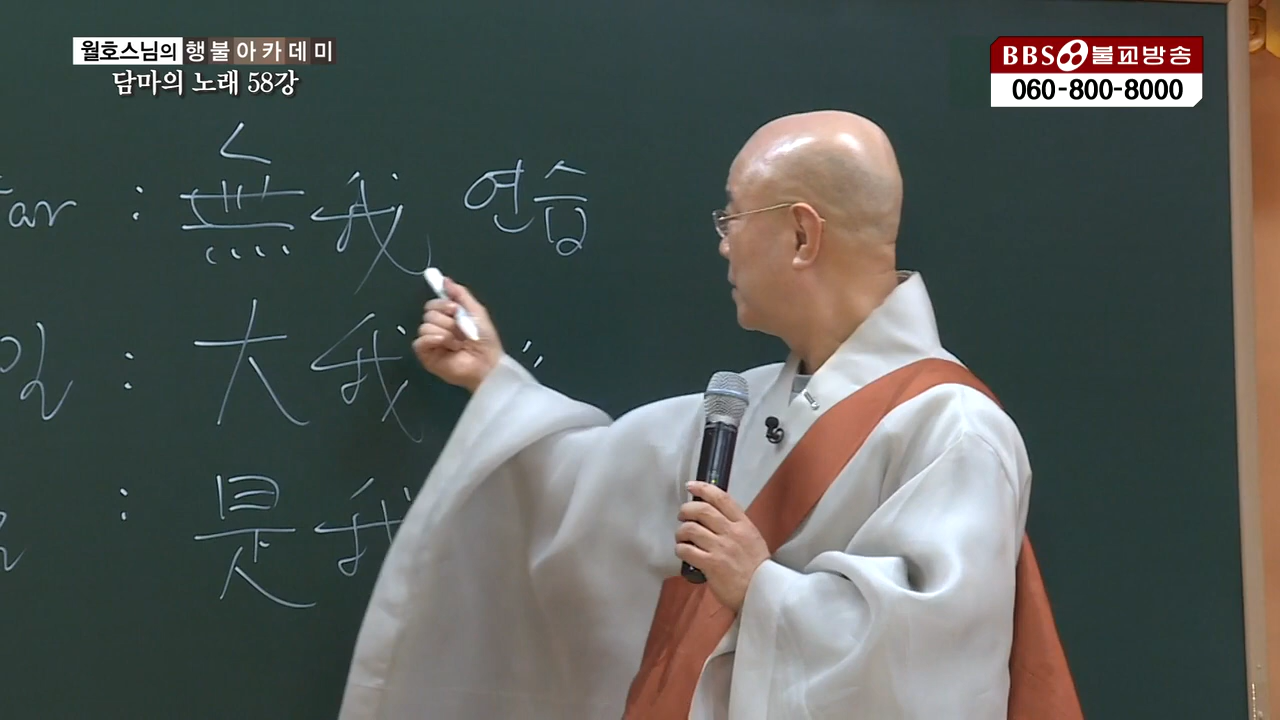 월호스님의 행불아카데미
담마의 노래 58강
BBS 불교방송
060-800-8000
: 無我 연습
: 大我 〃
: 是我